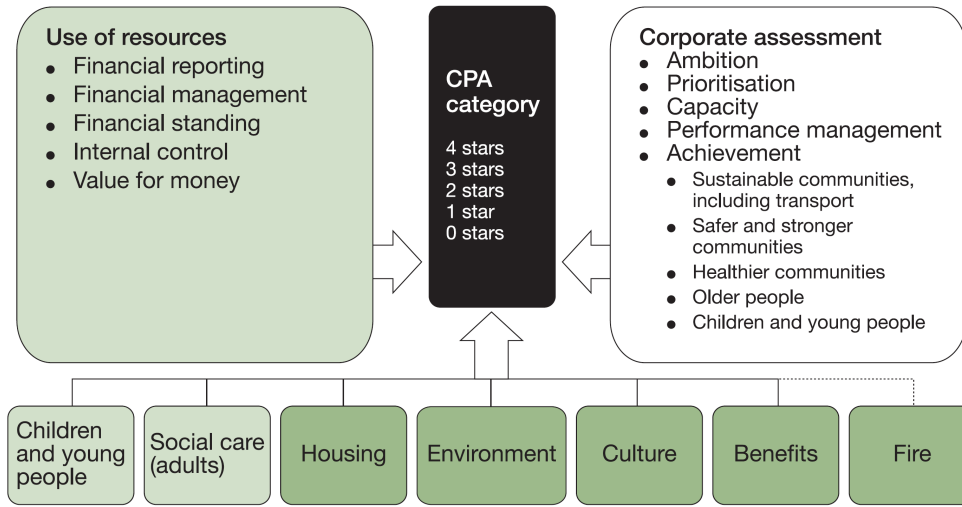 Use of resources
Financial reporting
Financial management
Financial standing
Internal control
Value for money
CPA
category
4 stars
3 stars
2 stars
1 star
0 stars
Corporate assessment
Ambition
Prioritisation
Capacity
Performance management
Achievement
Sustainable communities,
including transport
Safer and stronger
communities
Healthier communities
Older people
Children and young people
Children
and young
people
Social care
(adults)
Housing
Environment
Culture
Benefits
Fire